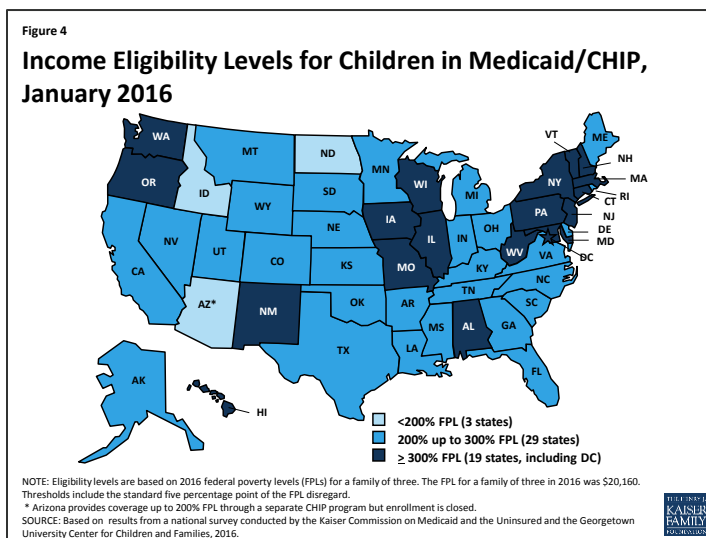 Figure 4
Income Eligibility Levels for Children in Medicaid/CHIP,
January 2016
WA
OR
MT
ID
ND
SD
WY
NV
UT
CA
CO
NE
KS
MN
IA
WI
IL
MO
MI
IN
OH
KY
TN
AZ*
NM
OK
TX
AR
LA
MS
AL
GA
FL
SC
NC
VA
WV
PA
NY
VT
ME
NH
MA
RI
CT
NJ
DE
MD
DC
AK
HI
<200% FPL (3 states)
200% up to 300% FPL (29 states)
> 300% FPL (19 states, including DC)
NOTE: Eligibility levels are based on 2016 federal poverty levels (FPLs) for a family of three. The FPL for a family of three in 2016 was $20,160.
Thresholds include the standard five percentage point of the FPL disregard.
* Arizona provides coverage up to 200% FPL through a separate CHIP program but enrollment is closed.
SOURCE: Based on results from a national survey conducted by the Kaiser Commission on Medicaid and the Uninsured and the Georgetown
University Center for Children and Families, 2016.
THE HENRY J.
KAISER
FAMILY
FOUNDATION